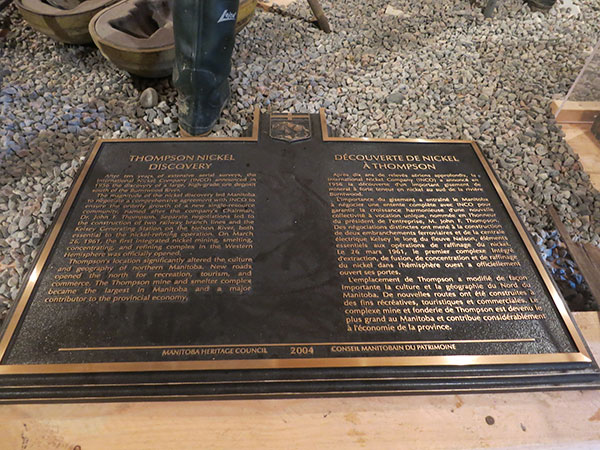 THOMPSON NICKEL
DISCOVERY
After ten years of extensive aerial surveys, the
International Nickel Company (INCO) announced in
1956 the discovery of a large, high-grade ore deposit
south of the Burntwood River.
The magnitude of the nickel discovery led Manitoba
to negotiate a comprehensive agreement with INCO to
ensure the orderly growth of a new single-resource
community named after the company's Chairman,
Dr. John F. Thompson. Separate negotiations led to
construction of a railway branch line and the
Kelsey Generating Station on the Nelson River, both
essential to the nickel-refining operation. On March
26, 1961, the first integrated nickel mining, smelting,
concentrating, and refining complex in the Western
Hemisphere was officially opened.
Thompson's location significantly altered the culture
and geography of northern Manitoba. New roads
opened the north for recreation, tourism, and
commerce. The Thompson mine and smelter complex
became the largest in Manitoba and a major
contributor to the provincial economy.
DÉCOUVERTE DE NICKEL
À THOMPSON
Après dix ans de relevés aériens approfondis, la
International Nickel Company (INCO) a annoncé en
1956 la découverte d'un important gisement de
minerai à forte teneur en nickel au sud de la rivière
Burntwood.
L'importance du gisement a entraîné le Manitoba
à négocier une entente complète avec INCO pour
garantir la croissance harmonieuse d'une nouvelle
collectivité à vocation unique, nommée en l'honneur
du président de l'entreprise, M. John F. Thompson.
Des négociations distinctes ont mené à la construction
d'un embranchement ferroviaire et de la centrale
électrique Kelsey le long du fleuve Nelson, éléments
essentiels aux opérations de raffinage du nickel.
Le 26 mars 1961, le premier complexe intégré
d'extraction, de fusion, de concentration et de raffinage
du nickel dans l'hémisphère ouest a officiellement
ouvert ses portes.
L'emplacement de Thompson a modifié de façon
importante la culture et la géographie du Nord du
Manitoba. De nouvelles routes ont été construites à
des fins récréatives, touristiques et commerciales. Le
complexe mine et fonderie de Thompson est devenu le
plus grand au Manitoba et contribue considérablement
à l'économie de la province.
MANITOBA HERITAGE COUNCIL 2004 CONSEIL MANITOBAIN DU PATRIMOINE